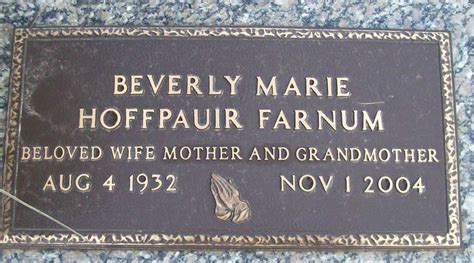 BEVERLY MARIE
HOFFPAUIR FARNUM
BELOVED WIFE MOTHER AND GRANDMOTHER
AUG 4 1932 NOV 1 2004